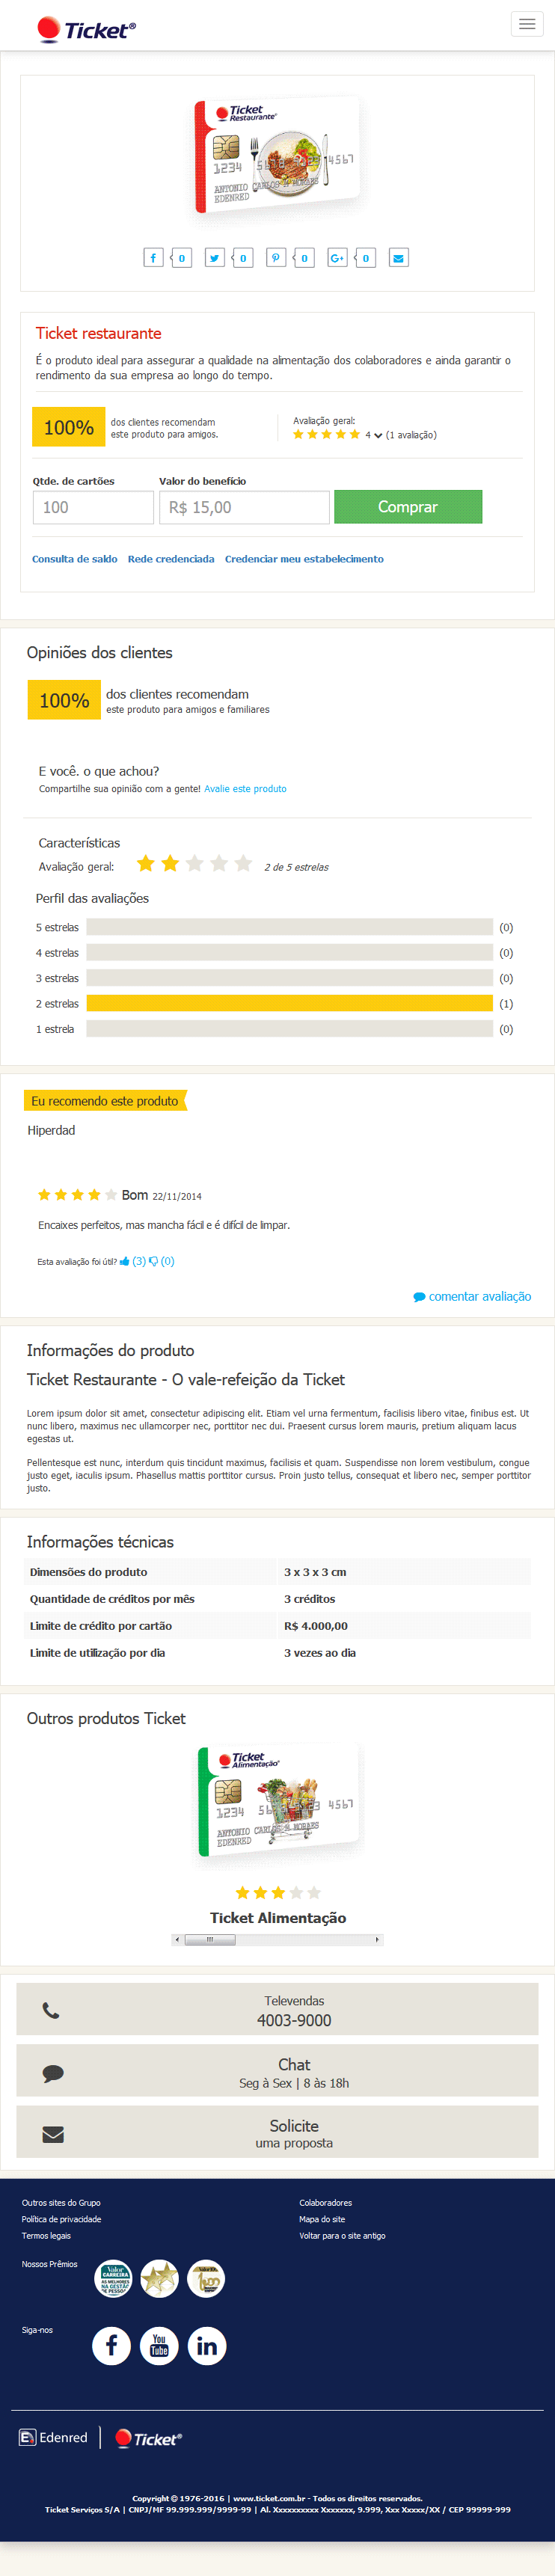 Ticket®
Ticket
Restaurante®
1234 5678 9123 4567
ANTONIO CARLOS M MORAES
EDENRED
0 0 0 0
Ticket restaurante
É o produto ideal para assegurar a qualidade na alimentação dos colaboradores e ainda garantir o
rendimento da sua empresa ao longo do tempo.
100%
dos clientes recomendam
este produto para amigos.
Avaliação geral:
4 (1 avaliação)
Qtde. de cartões
Valor do benefício
100
R$ 15,00
Comprar
Consulta de saldo Rede credenciada Credenciar meu estabelecimento
Opiniões dos clientes
100%
dos clientes recomendam
este produto para amigos e familiares
E você. o que achou?
Compartilhe sua opinião com a gente! Avalie este produto
Características
Avaliação geral: 2 de 5 estrelas
Perfil das avaliações
5 estrelas (0)
4 estrelas (0)
3 estrelas (0)
2 estrelas (1)
1 estrela (0)
Eu recomendo este produto
Hiperdad
Bom 22/11/2014
Encaixes perfeitos, mas mancha fácil e é difícil de limpar.
Esta avaliação foi útil? (3) (0)
comentar avaliação
Informações do produto
Ticket Restaurante - O vale-refeição da Ticket
Lorem ipsum dolor sit amet, consectetur adipiscing elit. Etiam vel urna fermentum, facilisis libero vitae, finibus est. Ut
nunc libero, maximus nec ullamcorper nec, porttitor nec dui. Praesent cursus lorem mauris, pretium aliquam lacus
egestas ut.
Pellentesque est nunc, interdum quis tincidunt maximus, facilisis et quam. Suspendisse non lorem vestibulum, congue
justo eget, iaculis ipsum. Phasellus mattis porttitor cursus. Proin justo tellus, consequat et libero nec, semper porttitor
justo.
Informações técnicas
Dimensões do produto 3 x 3 x 3 cm
Quantidade de créditos por mês 3 créditos
Limite de crédito por cartão R$ 4.000,00
Limite de utilização por dia 3 vezes ao dia
Outros produtos Ticket
Ticket
Alimentação®
4567
ANTONIO CARLOS M MORAES
EDENRED
Ticket Alimentação
Televendas
4003-9000
Chat
Seg à Sex | 8 às 18h
Solicite
uma proposta
Outros sites do Grupo
Colaboradores
Política de privacidade
Mapa do site
Termos legais
Voltar para o site antigo
Nossos Prêmios
Valor
CARREIRA
AS MELHORES
NA GESTÃO
DE PESSOAS
Siga-nos
You
Tube
in
Edenred | Ticket®
Copyright © 1976-2016 | www.ticket.com.br - Todos os direitos reservados.
Ticket Serviços S/A | CNPJ/MF 99.999.999/9999-99 | Al. Xxxxxxxxxx Xxxxxxx, 9.999, Xxx Xxxxx/XX / CEP 99999-999